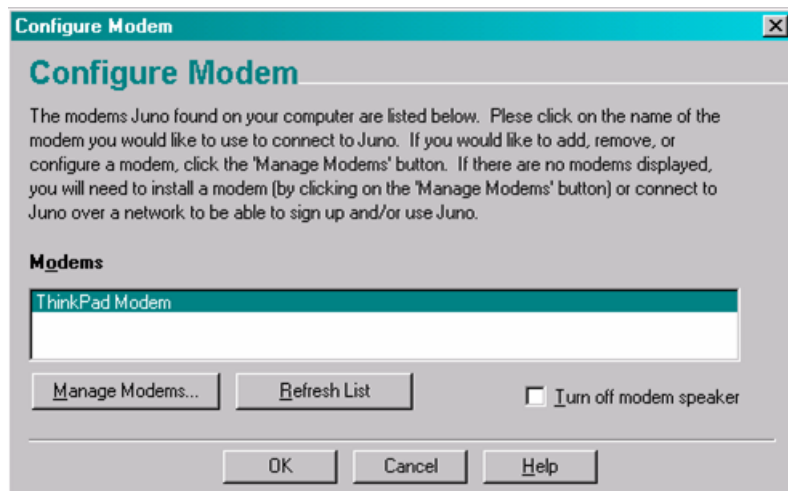 Configure Modem
Configure Modem
The modems Juno found on your computer are listed below. Plese click on the name of the
modem you would like to use to connect to Juno. If you would like to add, remove, or
configure a modem, click the 'Manage Modems' button. If there are no modems displayed,
you will need to install a modem (by clicking on the 'Manage Modems' button) or connect to
Juno over a network to be able to sign up and/or use Juno.
Modems
ThinkPad Modem
Manage Modems... Refresh List Turn off modem speaker
OK Cancel Help